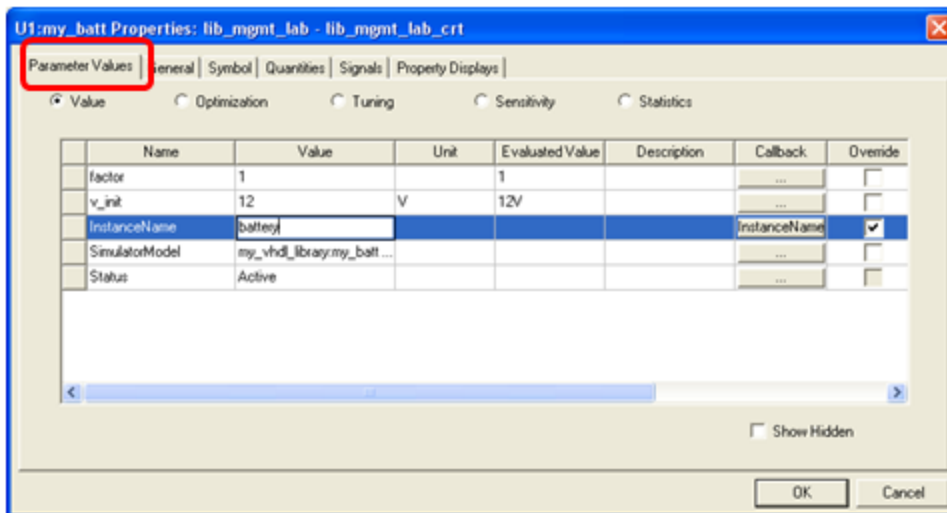 U1:my_batt Properties: lib_mgmt_lab - lib_mgmt_lab_crt
Parameter Values General Symbol Quantities Signals Property Displays
Value Optimization Tuning Sensitivity Statistics
Name Value Unit Evaluated Value Description Callback Override
factor 1 1 ...
v_init 12 V 12V ...
InstanceName battery InstanceName
SimulatorModel my_vhdl_library:my_batt ... ...
Status Active ...
Show Hidden
OK Cancel